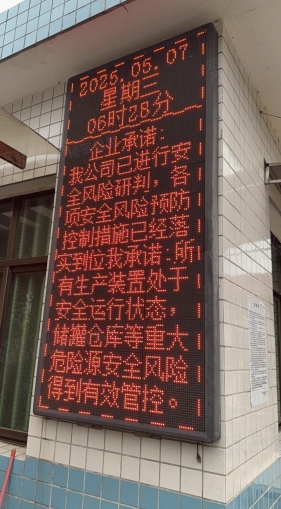 2025.05.07
星期三
06时28分
企业承诺:
我公司已进行安
全风险研判,各
项安全风险预防
控制措施已经落
实到位我承诺:所
有生产装置处于
安全运行状态,
储罐仓库等重大
危险源安全风险
得到有效管控。